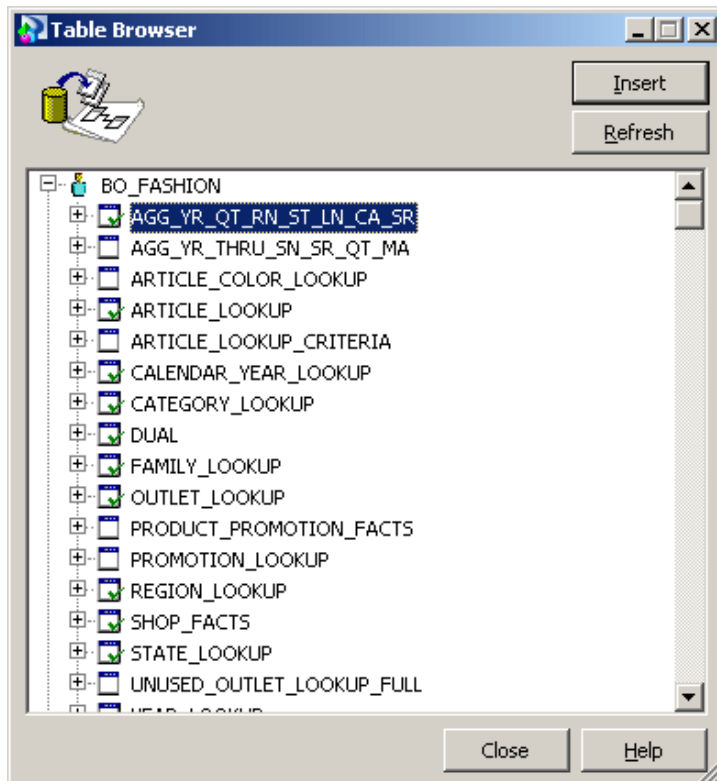 Table Browser
Insert
Refresh
BO_FASHION
AGG_YR_QT_RN_ST_LN_CA_SR
AGG_YR_THRU_SN_SR_QT_MA
ARTICLE_COLOR_LOOKUP
ARTICLE_LOOKUP
ARTICLE_LOOKUP_CRITERIA
CALENDAR_YEAR_LOOKUP
CATEGORY_LOOKUP
DUAL
FAMILY_LOOKUP
OUTLET_LOOKUP
PRODUCT_PROMOTION_FACTS
PROMOTION_LOOKUP
REGION_LOOKUP
SHOP_FACTS
STATE_LOOKUP
UNUSED_OUTLET_LOOKUP_FULL
Close Help